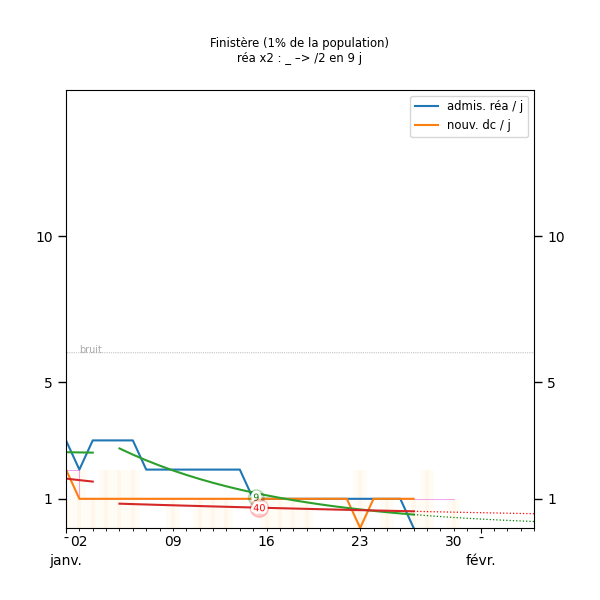 Finistère (1% de la population)
réa x2 : _ –> /2 en 9 j
admis. réa / j
nouv. dc / j
10 10
bruit
5 5
9
1 1
40
02 09 16 23 30 -
janv. févr.